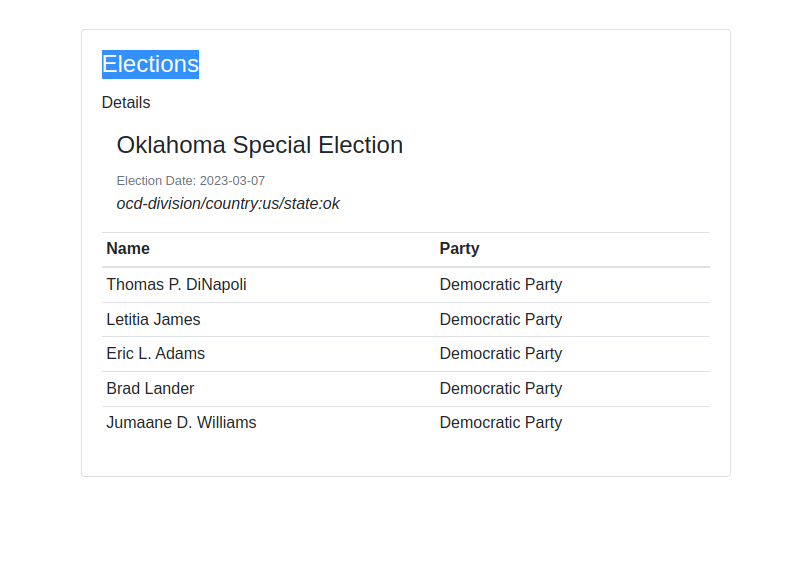 Elections
Details
Oklahoma Special Election
Election Date: 2023-03-07
ocd-division/country:us/state:ok
Name Party
Thomas P. DiNapoli Democratic Party
Letitia James Democratic Party
Eric L. Adams Democratic Party
Brad Lander Democratic Party
Jumaane D. Williams Democratic Party